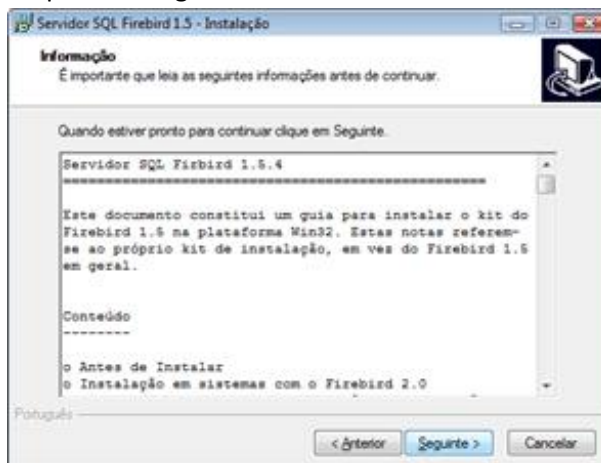 Servidor SQL Firebird 1.5 - Instalação
Informação
É importante que leia as seguintes informações antes de continuar.
Quando estiver pronto para continuar clique em Seguinte.
Servidor SQL Firbird 1.5.4
==================================================
Este documento constitui um guia para instalar o kit do
Firebird 1.5 na plataforma Win32. Estas notas referem-
se ao próprio kit de instalação, em vez do Firebird 1.5
em geral.
Conteúdo
--------
o Antes de Instalar
o Instalação em sistemas com o Firebird 2.0
Português
< Anterior
Seguinte >
Cancelar